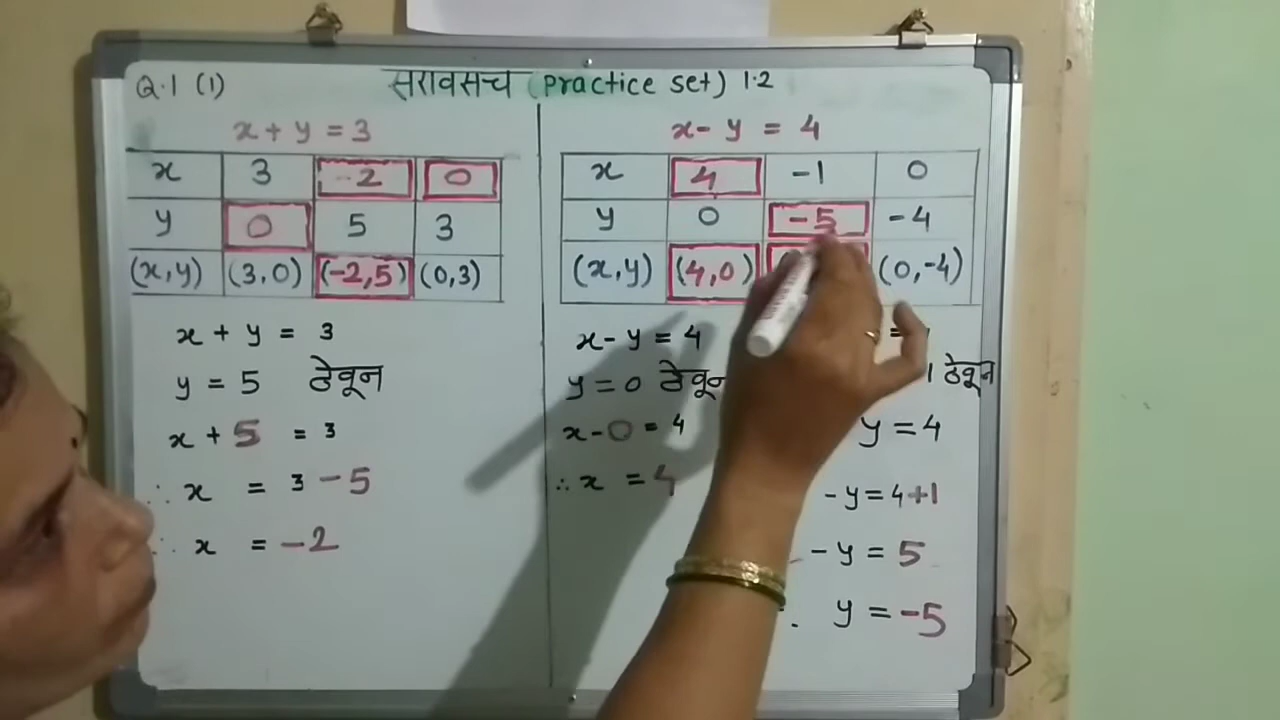 Q.1 (1) सरावसंच (Practice set) 1.2
x + y = 3
x 3 -2 0
y 0 5 3
(x,y) (3,0) (-2,5) (0,3)
x + y = 3
y = 5 ठेवून
x + 5 = 3
∴ x = 3 - 5
∴ x = -2
x - y = 4
x 4 -1 0
y 0 -5 -4
(x,y) (4,0) (0,-4)
x - y = 4
y = 0 ठेवून
x - 0 = 4
∴ x = 4
=
1 ठेवून
y = 4
- y = 4 + 1
- y = 5
y = -5